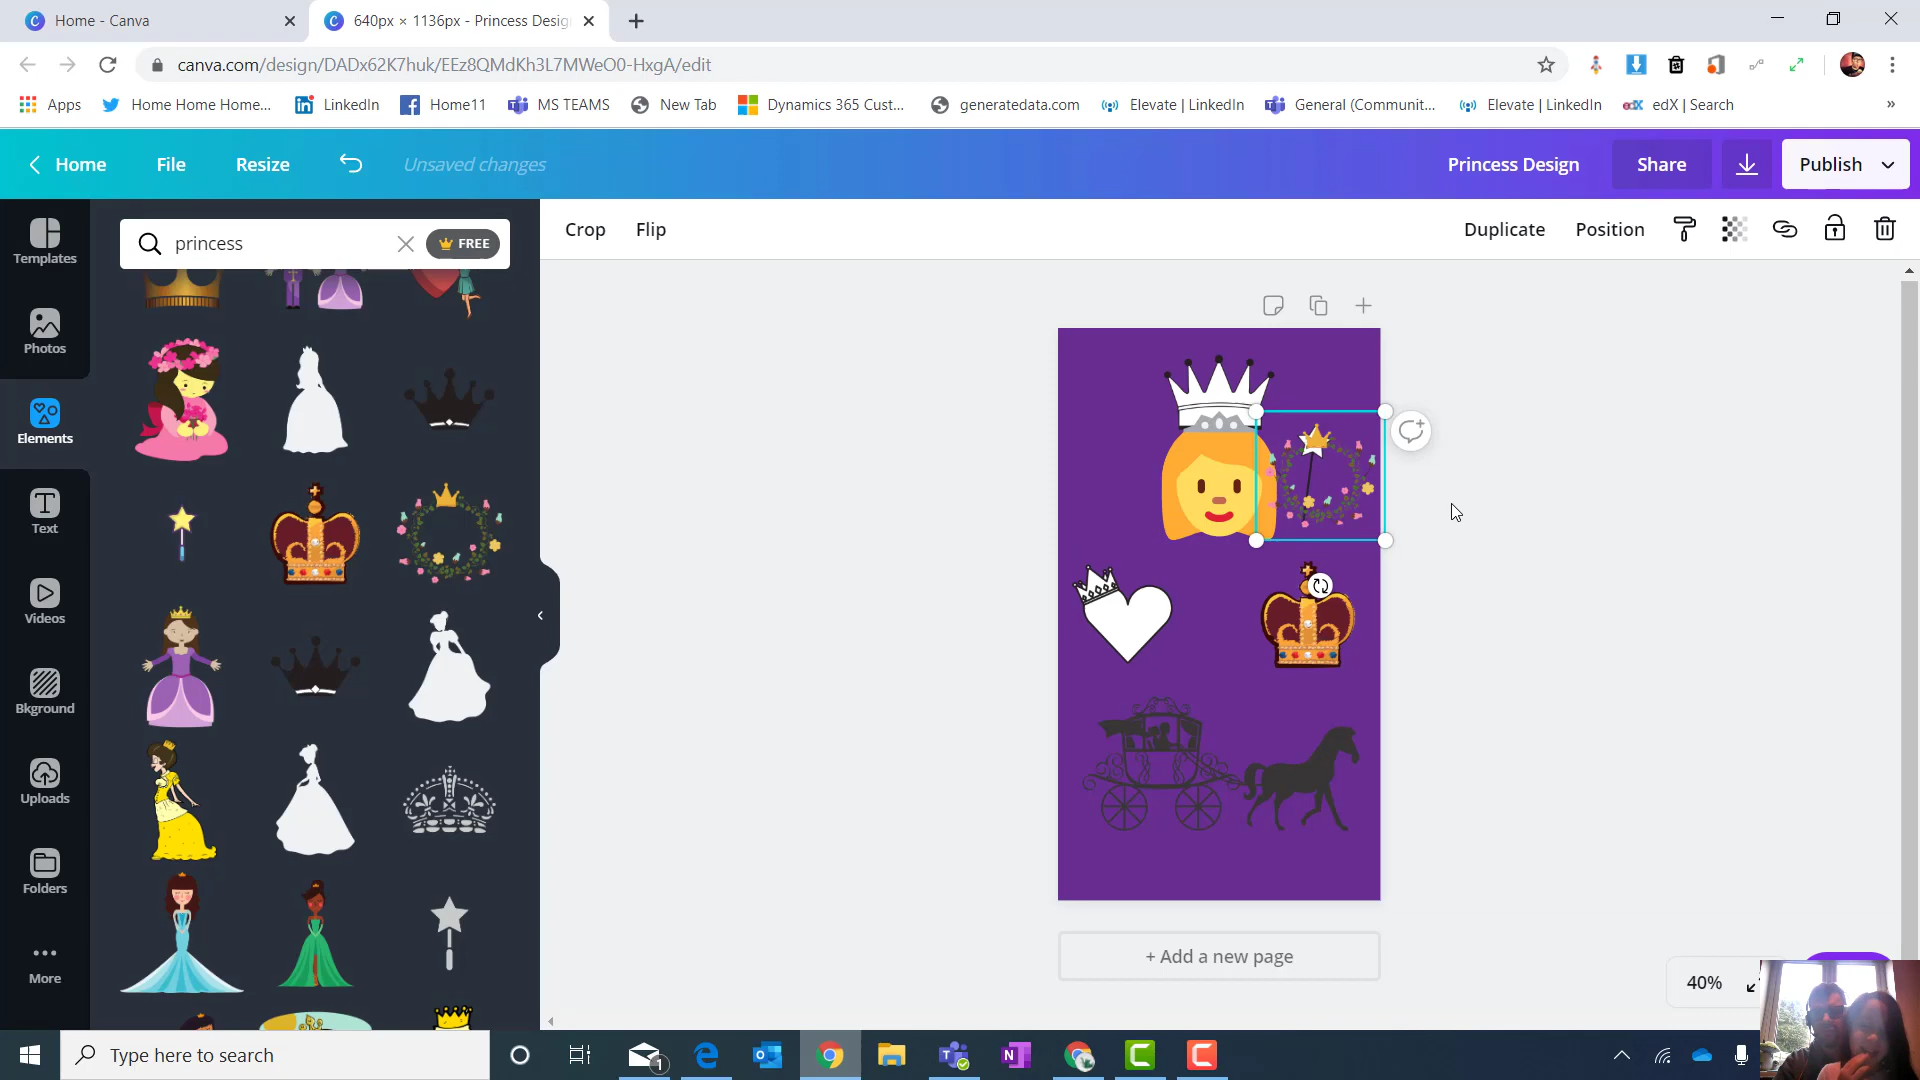 Home - Canva
640px × 1136px - Princess Desig
canva.com/design/DADx62K7huk/EEz8QMdKh3L7MWeO0-HxgA/edit
Apps
Home Home Home...
LinkedIn
Home11
MS TEAMS
New Tab
Dynamics 365 Cust...
generatedata.com
Elevate | LinkedIn
General (Communit...
Elevate | LinkedIn
edX | Search
»
Home
File
Resize
Unsaved changes
Princess Design
Share
Publish
Templates
Photos
Elements
Text
Videos
Bkground
Uploads
Folders
More
princess
FREE
Crop
Flip
Duplicate
Position
+ Add a new page
40%
Type here to search
1